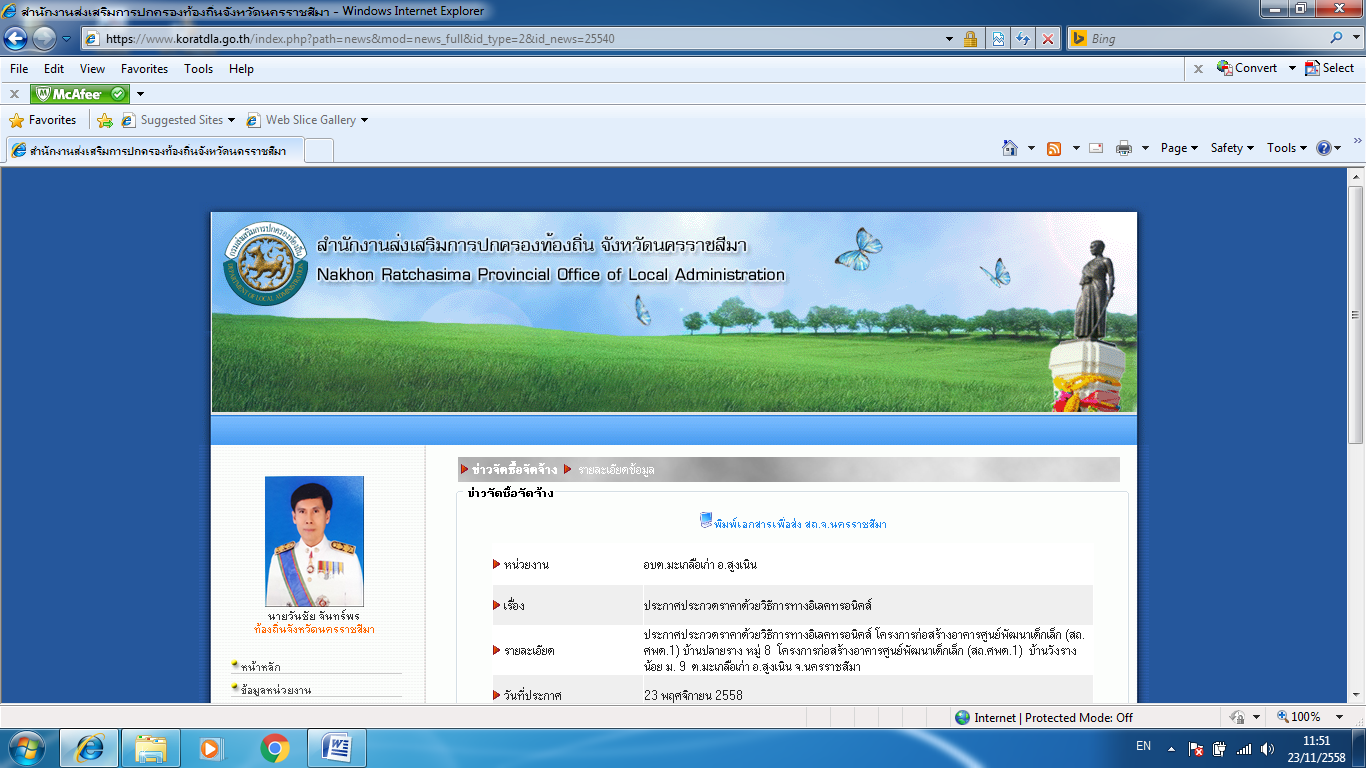 สำนักงานส่งเสริมการปกครองท้องถิ่นจังหวัดนครราชสีมา - Windows Internet Explorer
https://www.koratdla.go.th/index.php?path=news&mod=news_full&id_type=2&id_news=25540
Bing
File Edit View Favorites Tools Help
x Convert Select
x McAfee
Favorites Suggested Sites Web Slice Gallery
สำนักงานส่งเสริมการปกครองท้องถิ่นจังหวัดนครราชสีมา
Page Safety Tools
กรมส่งเสริมการปกครองท้องถิ่น
DEPARTMENT OF LOCAL ADMINISTRATION
สำนักงานส่งเสริมการปกครองท้องถิ่น จังหวัดนครราชสีมา
Nakhon Ratchasima Provincial Office of Local Administration
นายวันชัย จันทร์พร
ท้องถิ่นจังหวัดนครราชสีมา
หน้าหลัก
ข้อมูลหน่วยงาน
ข่าวจัดซื้อจัดจ้าง รายละเอียดข้อมูล
ข่าวจัดซื้อจัดจ้าง
พิมพ์เอกสารเพื่อส่ง สถ.จ.นครราชสีมา
หน่วยงาน อบต.มะเกลือเก่า อ.สูงเนิน
เรื่อง ประกาศประกวดราคาด้วยวิธีการทางอิเลคทรอนิคส์
รายละเอียด ประกาศประกวดราคาด้วยวิธีการทางอิเลคทรอนิคส์ โครงการก่อสร้างอาคารศูนย์พัฒนาเด็กเล็ก (สถ.
ศพด.1) บ้านปลายราง หมู่ 8 โครงการก่อสร้างอาคารศูนย์พัฒนาเด็กเล็ก (สถ.ศพด.1) บ้านวังราง
น้อย ม. 9 ต.มะเกลือเก่า อ.สูงเนิน จ.นครราชสีมา
วันที่ประกาศ 23 พฤศจิกายน 2558
Internet | Protected Mode: Off 100%
EN 11:51
23/11/2558